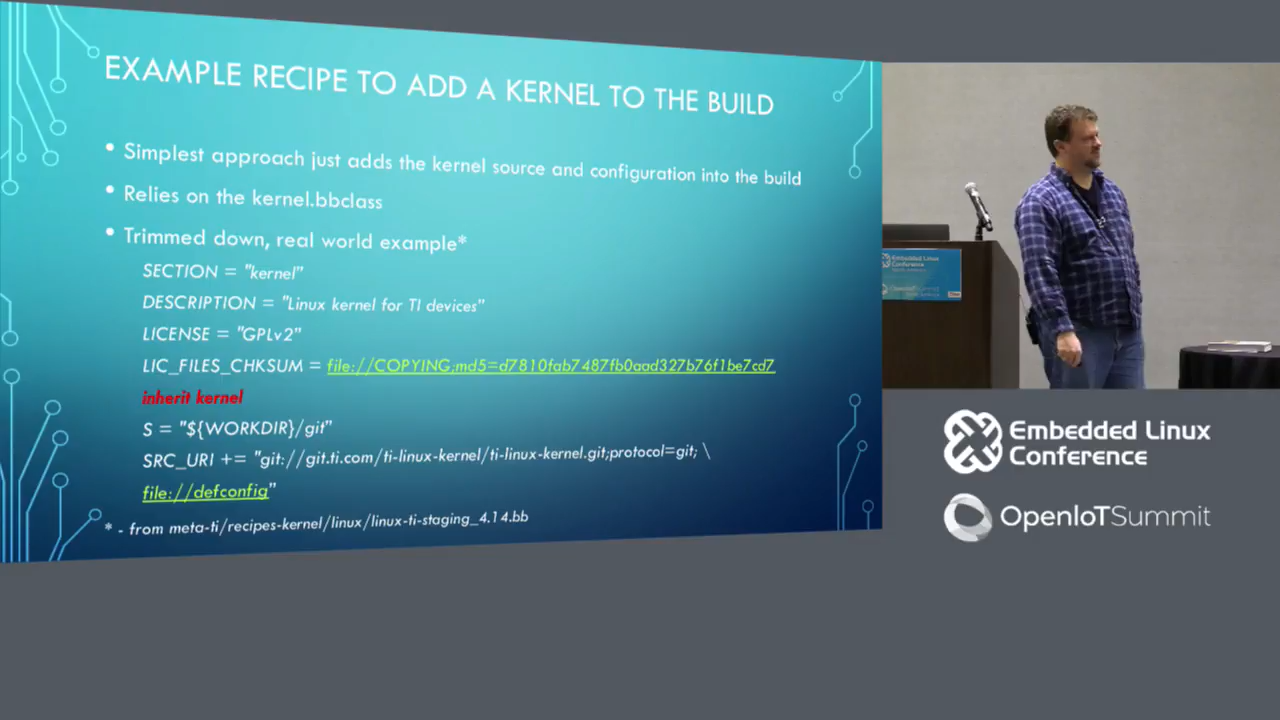 EXAMPLE RECIPE TO ADD A KERNEL TO THE BUILD
• Simplest approach just adds the kernel source and configuration into the build
• Relies on the kernel.bbclass
• Trimmed down, real world example*
SECTION = "kernel"
DESCRIPTION = "Linux kernel for TI devices"
LICENSE = "GPLv2"
LIC_FILES_CHKSUM = file://COPYING;md5=d7810fab7487fb0aad327b76f1be7cd7
inherit kernel
S = "${WORKDIR}/git"
SRC_URI += "git://git.ti.com/ti-linux-kernel/ti-linux-kernel.git;protocol=git; \
file://defconfig"
* - from meta-ti/recipes-kernel/linux/linux-ti-staging_4.14.bb
Embedded Linux
Conference
OpenIoTSummit
Embedded Linux
Conference
OpenIoTSummit